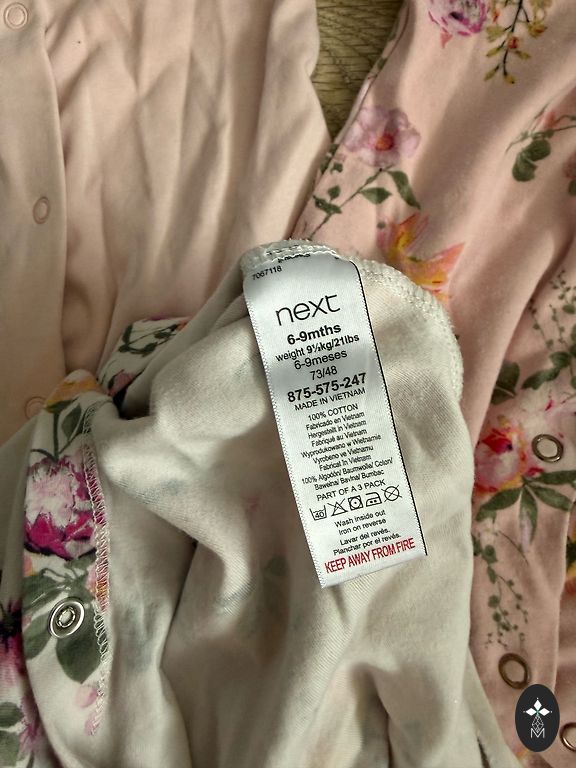 7067118
next
6-9mths
weight 9½kg/21lbs
6-9meses
73/48
875-575-247
MADE IN VIETNAM
100% COTTON
Fabricado en Vietnam
Hergestellt in Vietnam
Fabriqué au Vietnam
Wyprodukowano w Wietnamie
Vyrobeno ve Vietnamu
Fabricat în Vietnam
100% Algodón/ Baumwolle/ Coton/
Bawełna/ Bavlna/ Bumbac
PART OF A 3 PACK
40
Wash inside out
Iron on reverse
Lavar del revés.
Planchar por el revés.
KEEP AWAY FROM FIRE